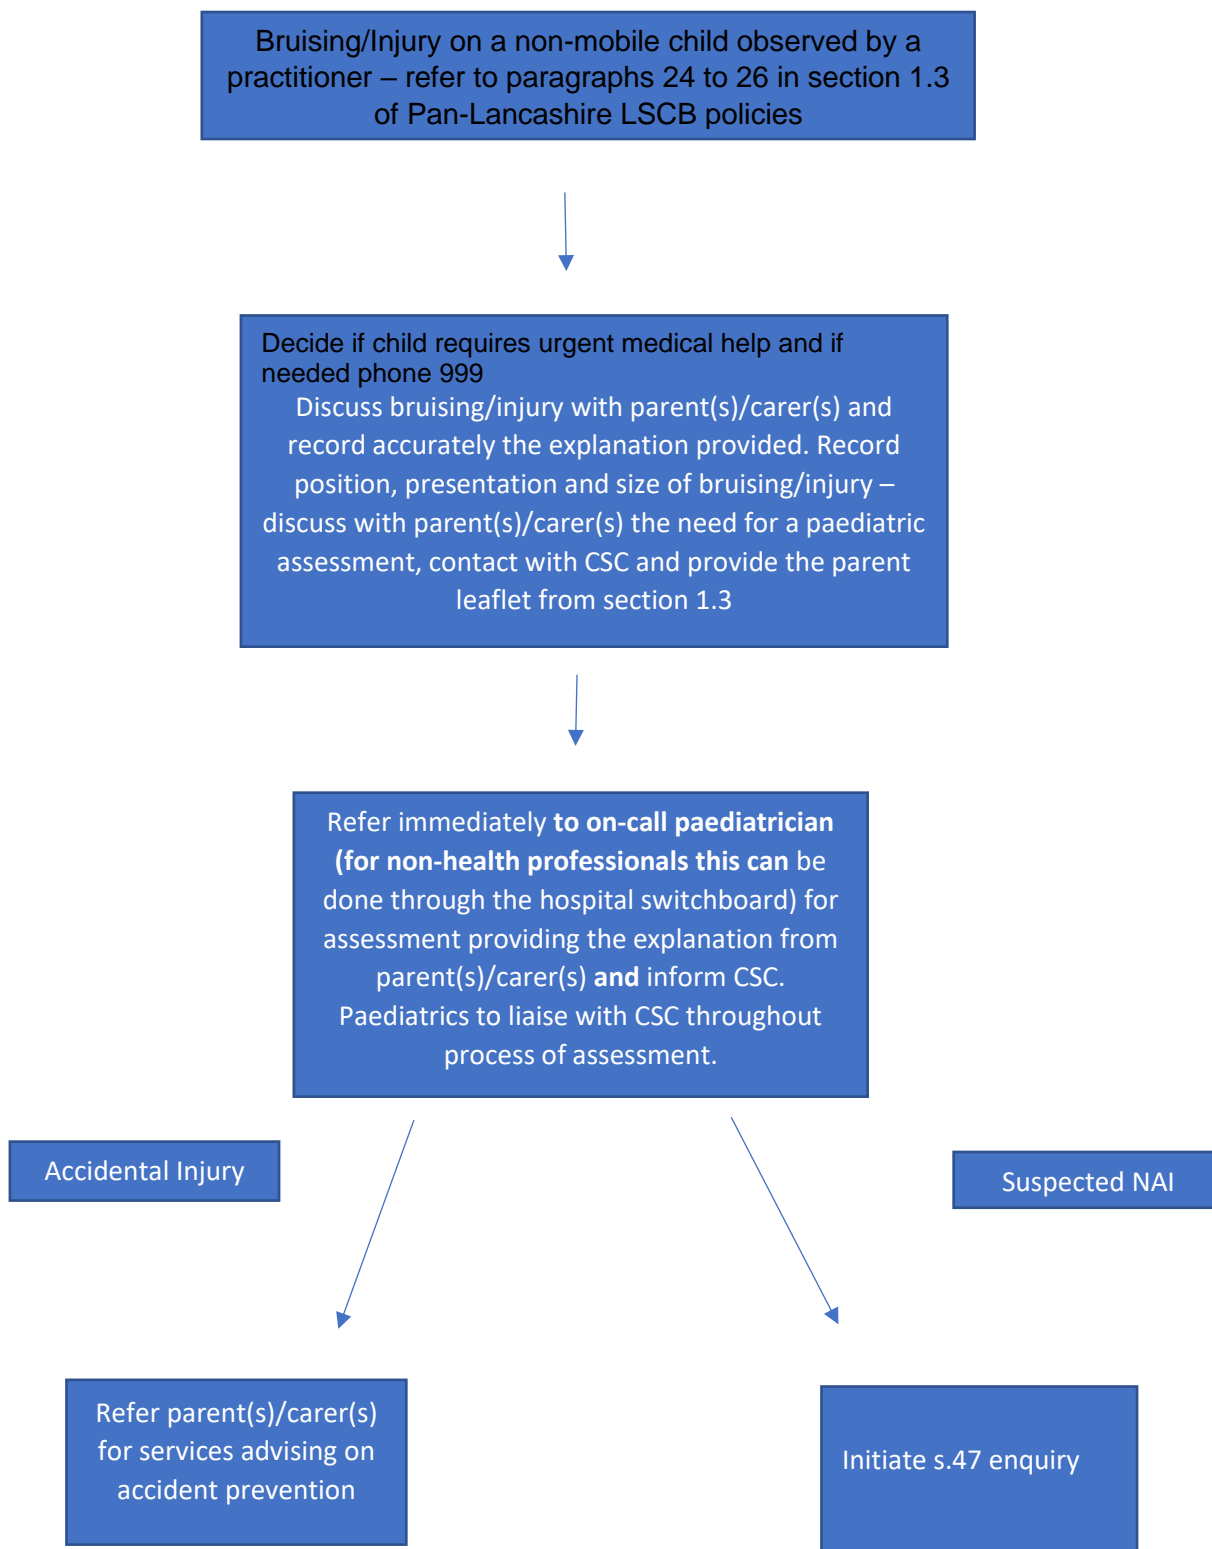 Bruising/Injury on a non-mobile child observed by a
practitioner – refer to paragraphs 24 to 26 in section 1.3
of Pan-Lancashire LSCB policies
Decide if child requires urgent medical help and if
needed phone 999
Discuss bruising/injury with parent(s)/carer(s) and
record accurately the explanation provided. Record
position, presentation and size of bruising/injury –
discuss with parent(s)/carer(s) the need for a paediatric
assessment, contact with CSC and provide the parent
leaflet from section 1.3
Refer immediately to on-call paediatrician
(for non-health professionals this can be
done through the hospital switchboard) for
assessment providing the explanation from
parent(s)/carer(s) and inform CSC.
Paediatrics to liaise with CSC throughout
process of assessment.
Accidental Injury
Suspected NAI
Refer parent(s)/carer(s)
for services advising on
accident prevention
Initiate s.47 enquiry